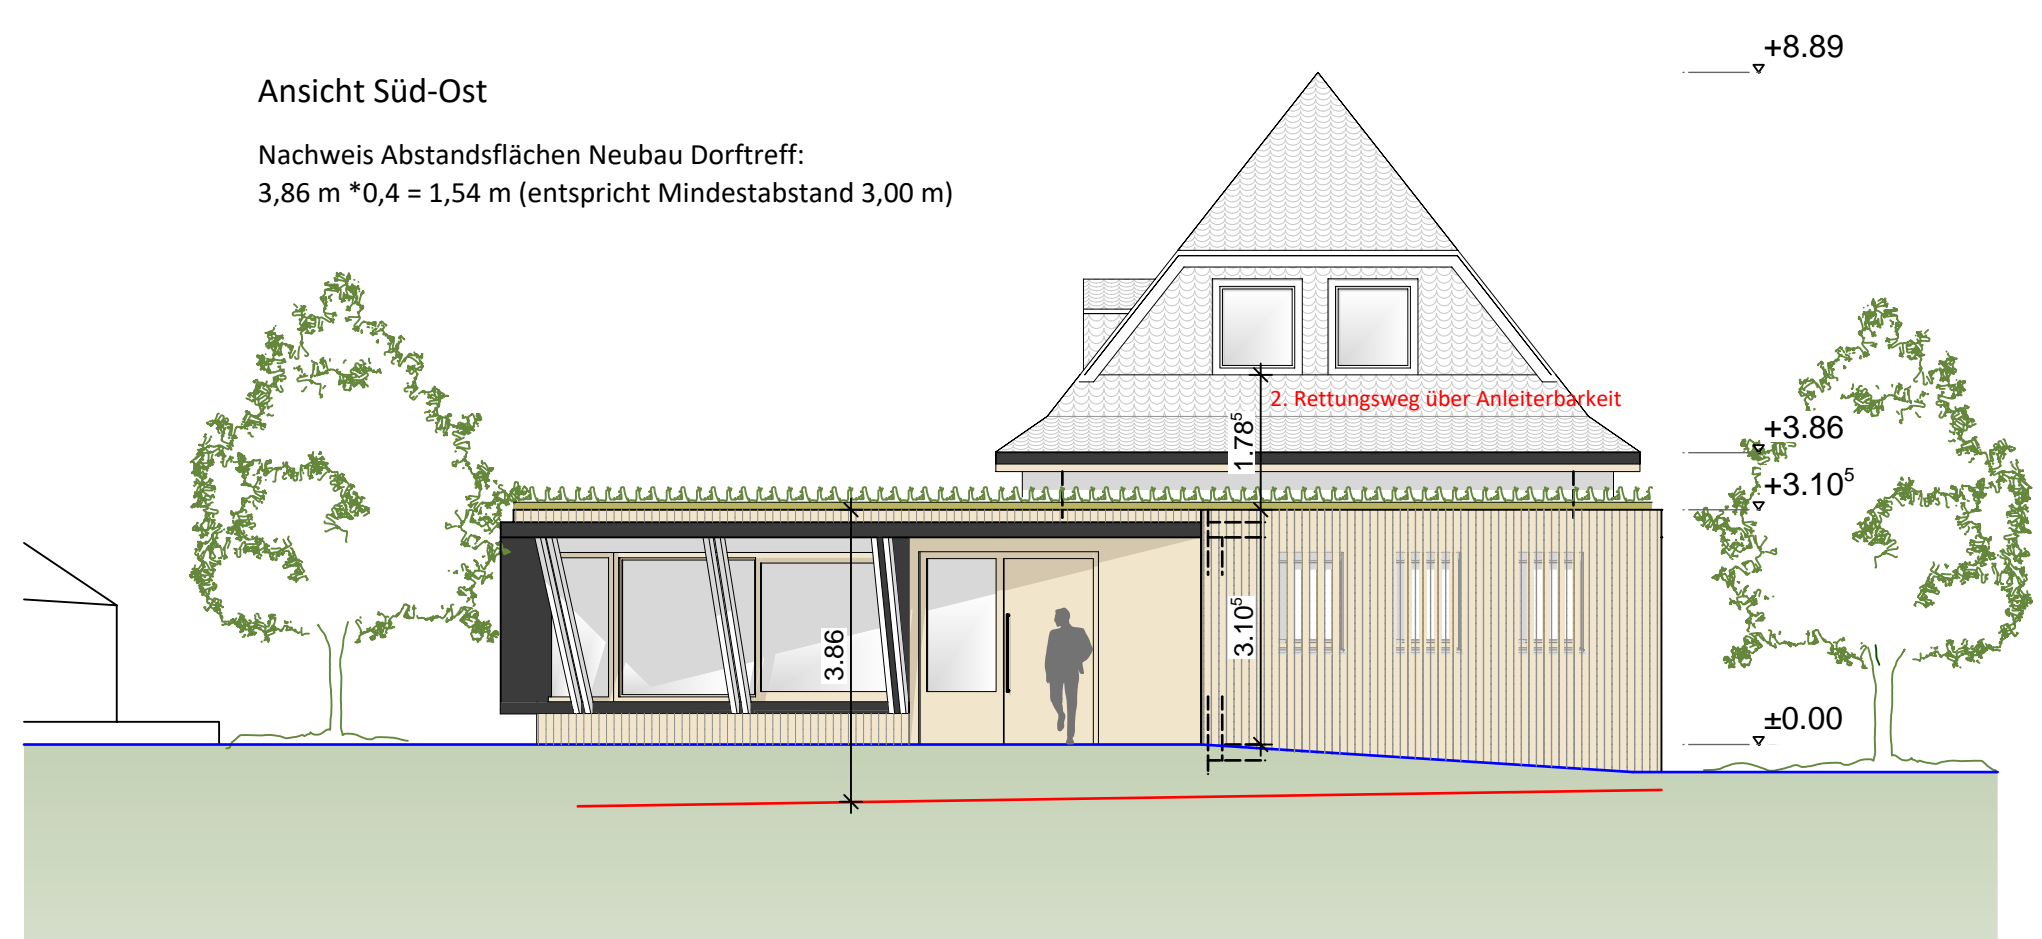 +8.89
Ansicht Süd-Ost
Nachweis Abstandsflächen Neubau Dorftreff:
3,86 m *0,4 = 1,54 m (entspricht Mindestabstand 3,00 m)
2. Rettungsweg über Anleiterbarkeit
1.78⁵
+3.86
+3.10⁵
3.86
3.10⁵
±0.00